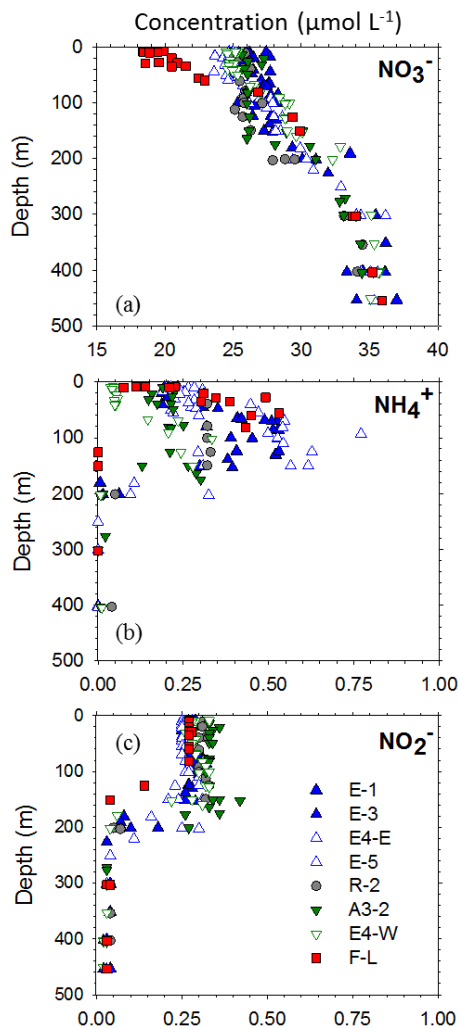 Concentration (µmol L⁻¹)
0
100
200
300
400
500
Depth (m)
NO₃⁻
(a)
15 20 25 30 35 40
0
100
200
300
400
500
Depth (m)
NH₄⁺
(b)
0.00 0.25 0.50 0.75 1.00
0
100
200
300
400
500
Depth (m)
(c)
NO₂⁻
E-1
E-3
E4-E
E-5
R-2
A3-2
E4-W
F-L
0.00 0.25 0.50 0.75 1.00